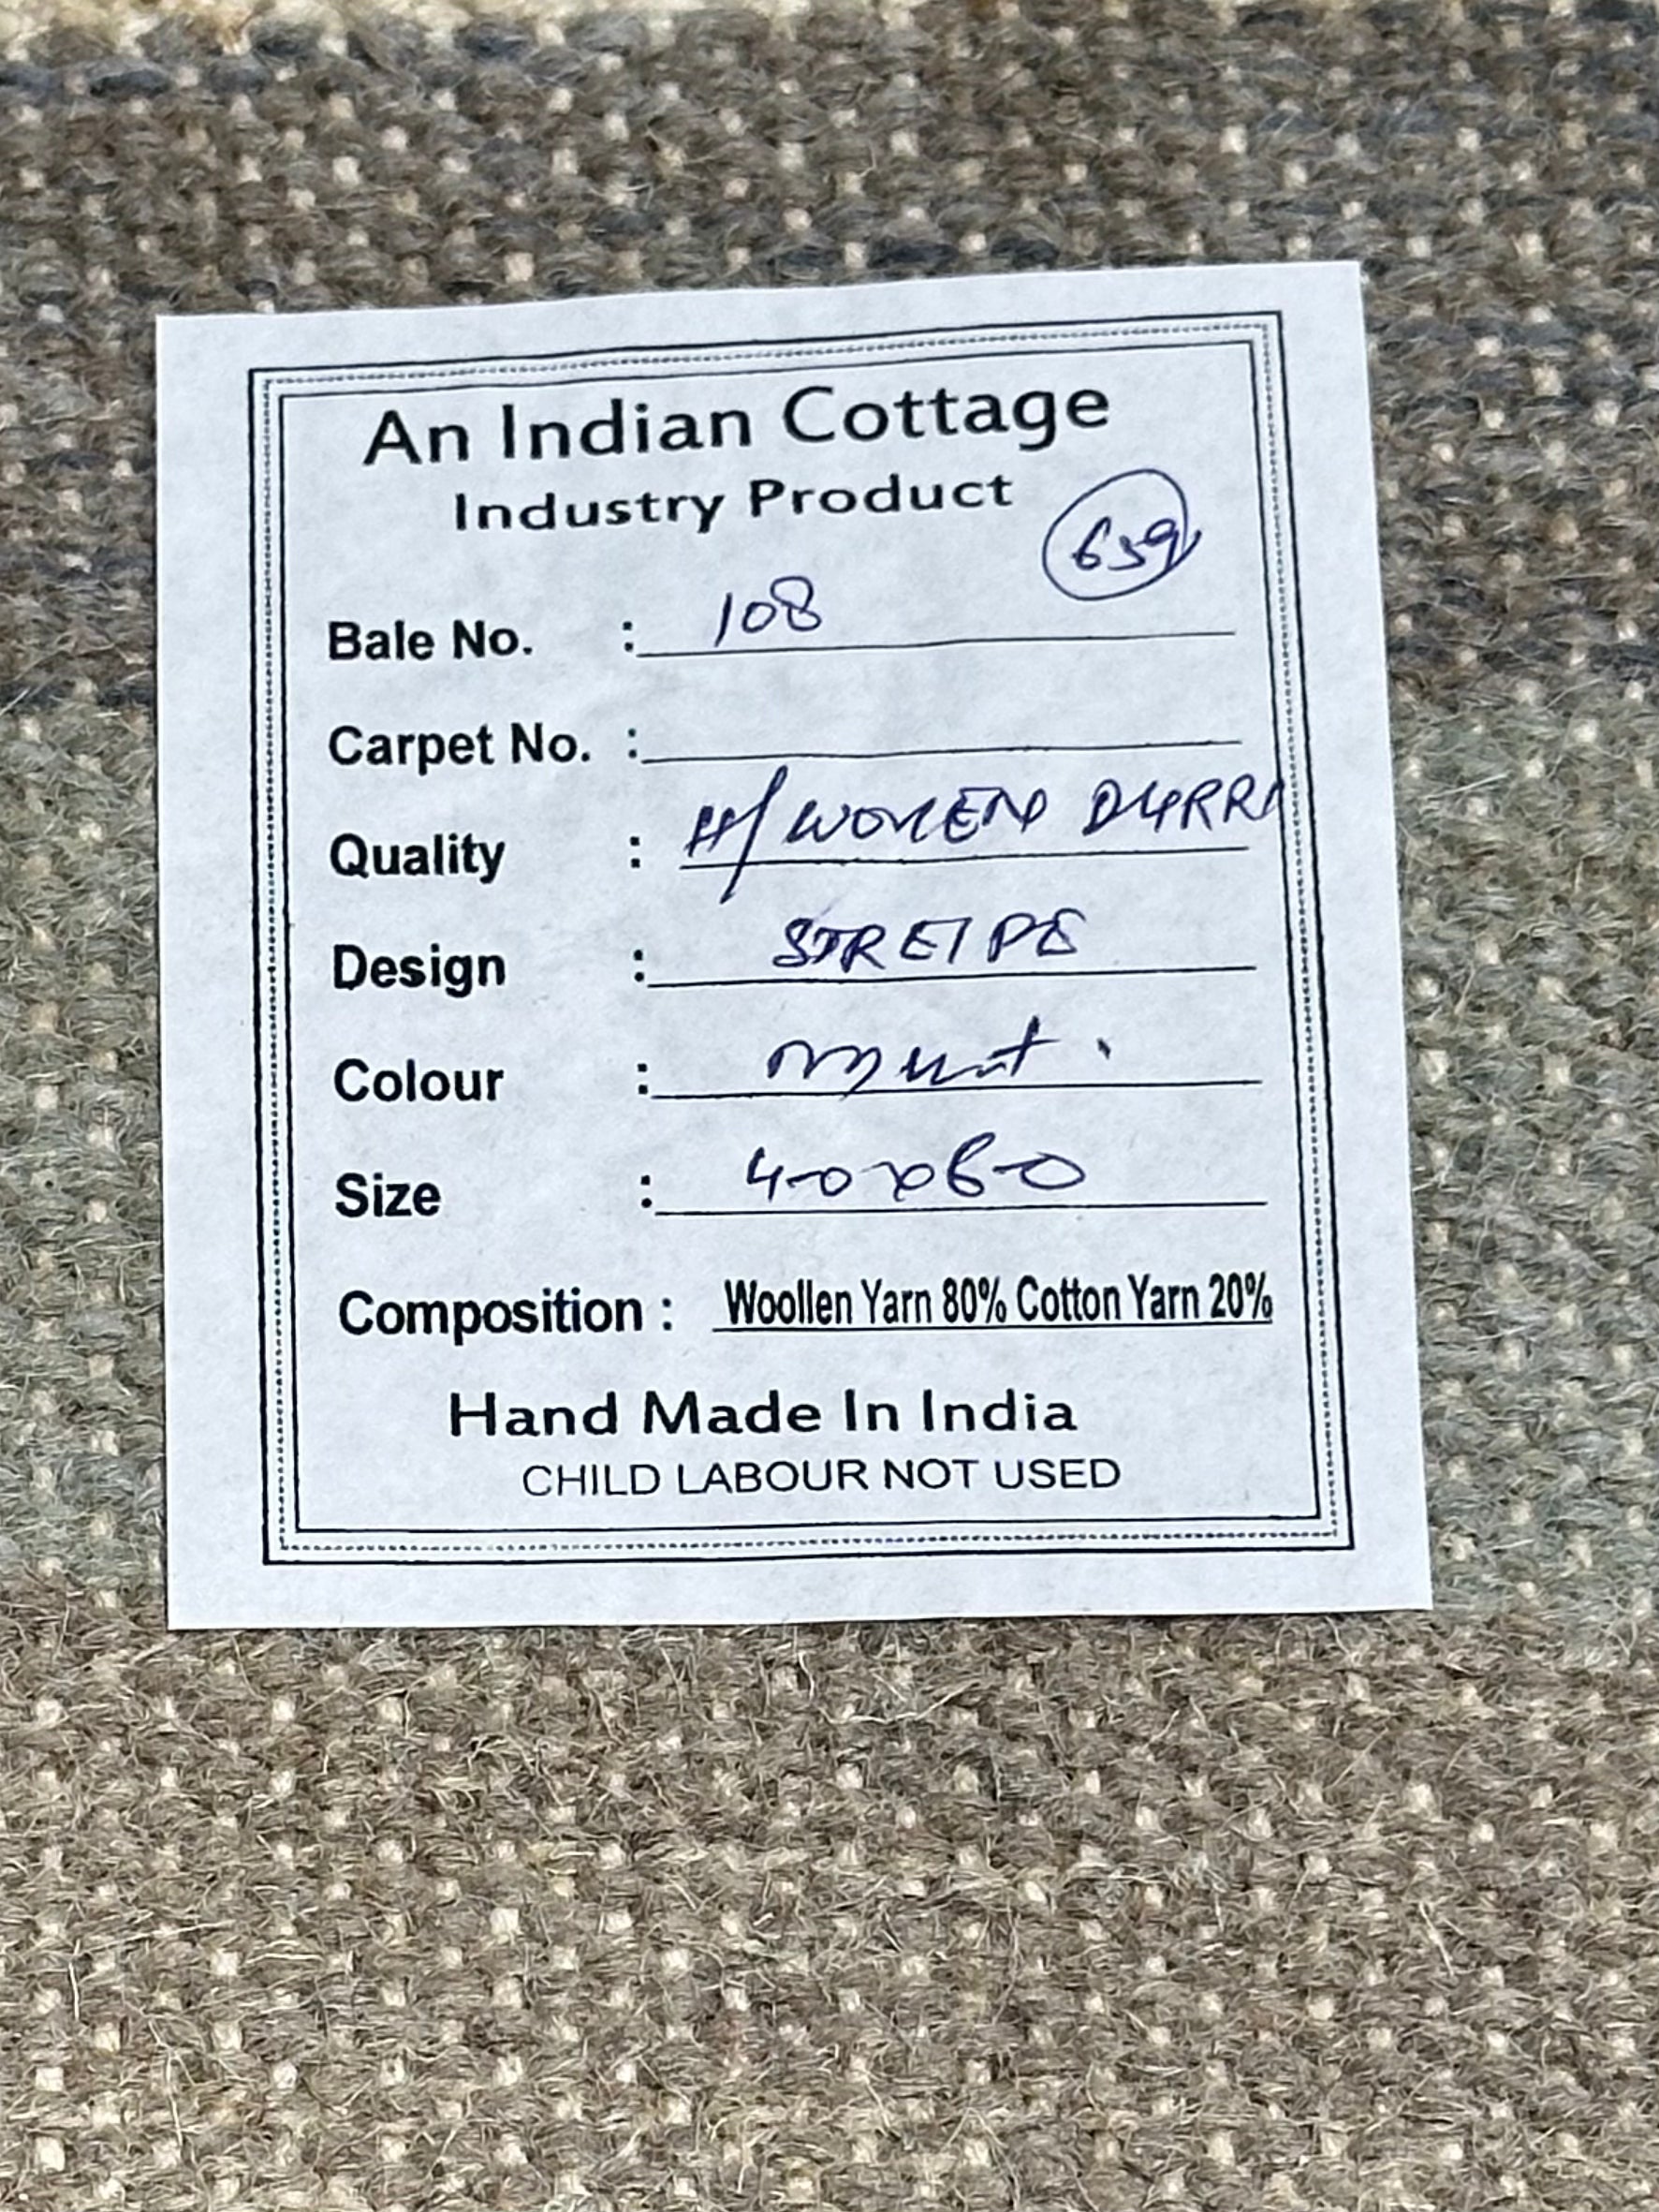 An Indian Cottage
Industry Product
639
Bale No. : 108
Carpet No. :
Quality : H/WOVEN DURRI
Design : STREIPE
Colour :
Size : 4-0x6-0
Composition : Woollen Yarn 80% Cotton Yarn 20%
Hand Made In India
CHILD LABOUR NOT USED